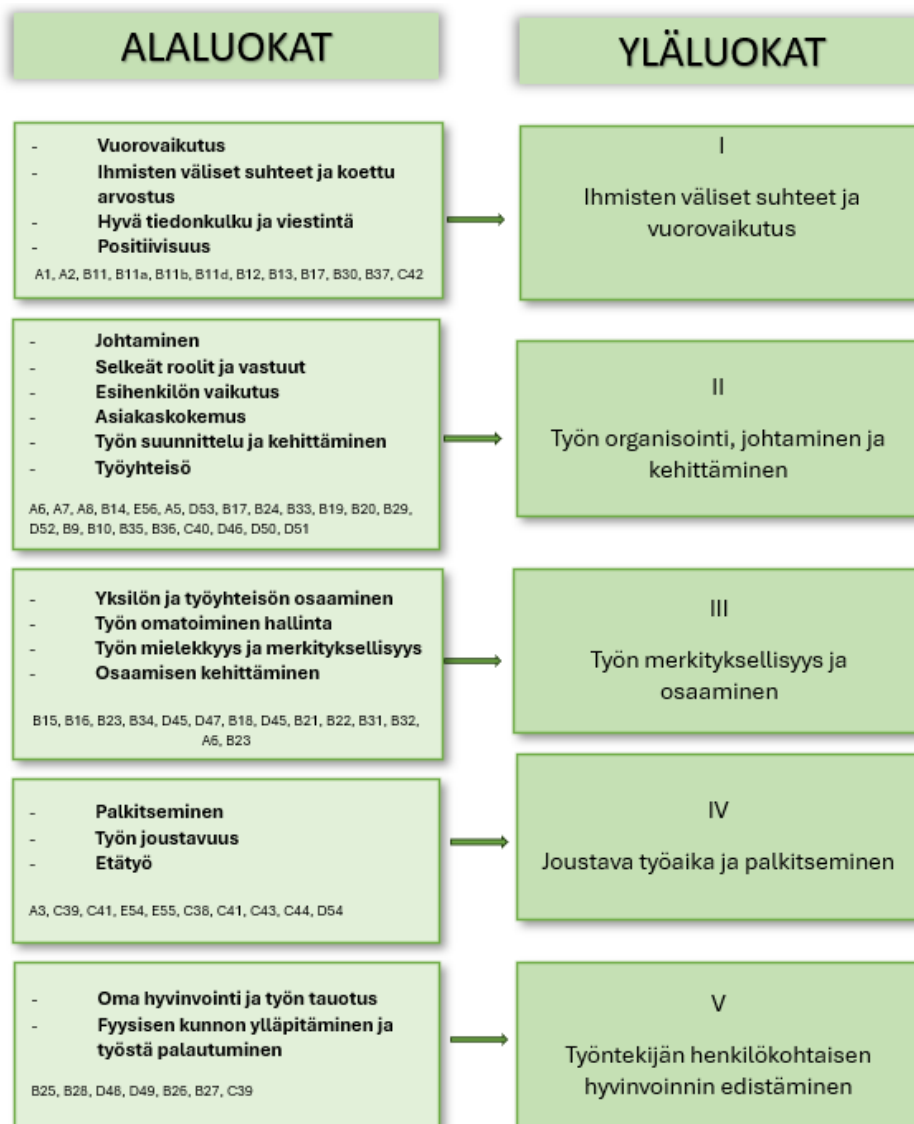 ALALUOKAT
YLÄLUOKAT
- Vuorovaikutus
- Ihmisten väliset suhteet ja koettu
arvostus
- Hyvä tiedonkulku ja viestintä
- Positiivisuus
A1, A2, B11, B11a, B11b, B11d, B12, B13, B17, B30, B37, C42
I
Ihmisten väliset suhteet ja
vuorovaikutus
- Johtaminen
- Selkeät roolit ja vastuut
- Esihenkilön vaikutus
- Asiakaskokemus
- Työn suunnittelu ja kehittäminen
- Työyhteisö
A6, A7, A8, B14, E56, A5, D53, B17, B24, B33, B19, B20, B29,
D52, B9, B10, B35, B36, C40, D46, D50, D51
II
Työn organisointi, johtaminen ja
kehittäminen
- Yksilön ja työyhteisön osaaminen
- Työn omatoiminen hallinta
- Työn mielekkyys ja merkityksellisyys
- Osaamisen kehittäminen
B15, B16, B23, B34, D45, D47, B18, D45, B21, B22, B31, B32,
A6, B23
III
Työn merkityksellisyys ja
osaaminen
- Palkitseminen
- Työn joustavuus
- Etätyö
A3, C39, C41, E54, E55, C38, C41, C43, C44, D54
IV
Joustava työaika ja palkitseminen
- Oma hyvinvointi ja työn tauotus
- Fyysisen kunnon ylläpitäminen ja
työstä palautuminen
B25, B28, D48, D49, B26, B27, C39
V
Työntekijän henkilökohtaisen
hyvinvoinnin edistäminen